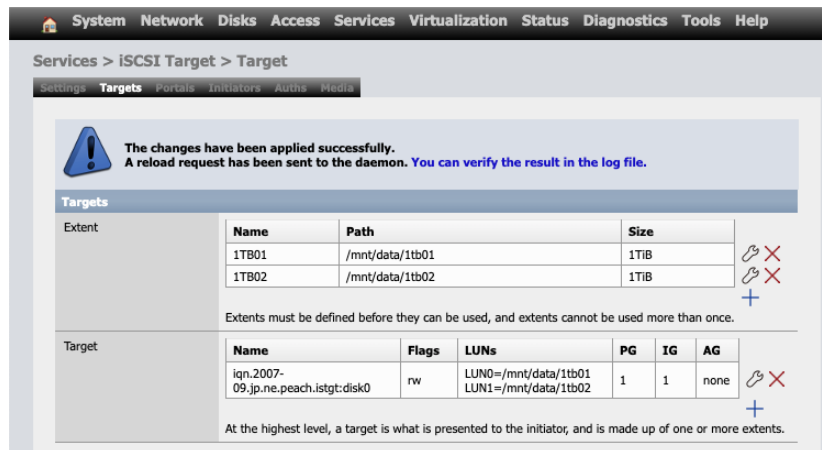 System Network Disks Access Services Virtualization Status Diagnostics Tools Help
Services > iSCSI Target > Target
Settings Targets Portals Initiators Auths Media
The changes have been applied successfully.
A reload request has been sent to the daemon. You can verify the result in the log file.
Targets
Extent
Name Path Size
1TB01 /mnt/data/1tb01 1TiB
1TB02 /mnt/data/1tb02 1TiB
Extents must be defined before they can be used, and extents cannot be used more than once.
Target
Name Flags LUNs PG IG AG
iqn.2007-
09.jp.ne.peach.istgt:disk0 rw LUN0=/mnt/data/1tb01
LUN1=/mnt/data/1tb02 1 1 none
At the highest level, a target is what is presented to the initiator, and is made up of one or more extents.